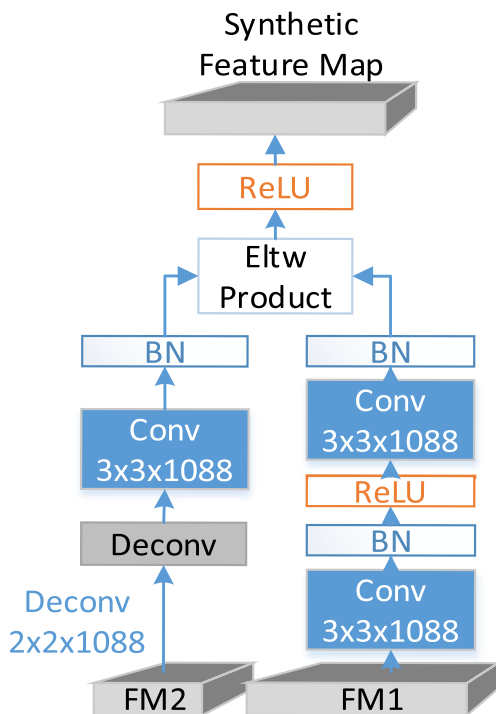 Synthetic
Feature Map
ReLU
Eltw
Product
BN
BN
Conv
3x3x1088
Conv
3x3x1088
ReLU
Deconv
BN
Deconv
2x2x1088
Conv
3x3x1088
FM2
FM1